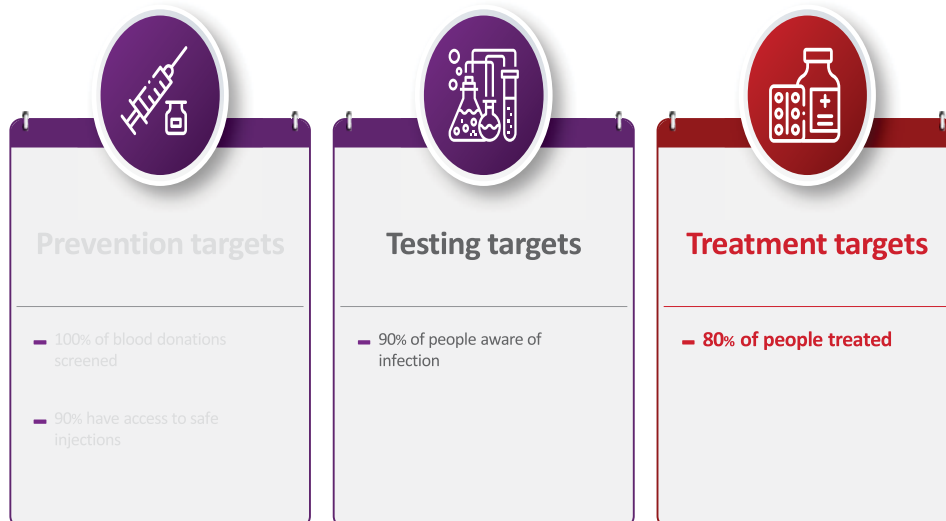 Prevention targets
100% of blood donations
screened
90% have access to safe
injections
Testing targets
90% of people aware of
infection
Treatment targets
80% of people treated